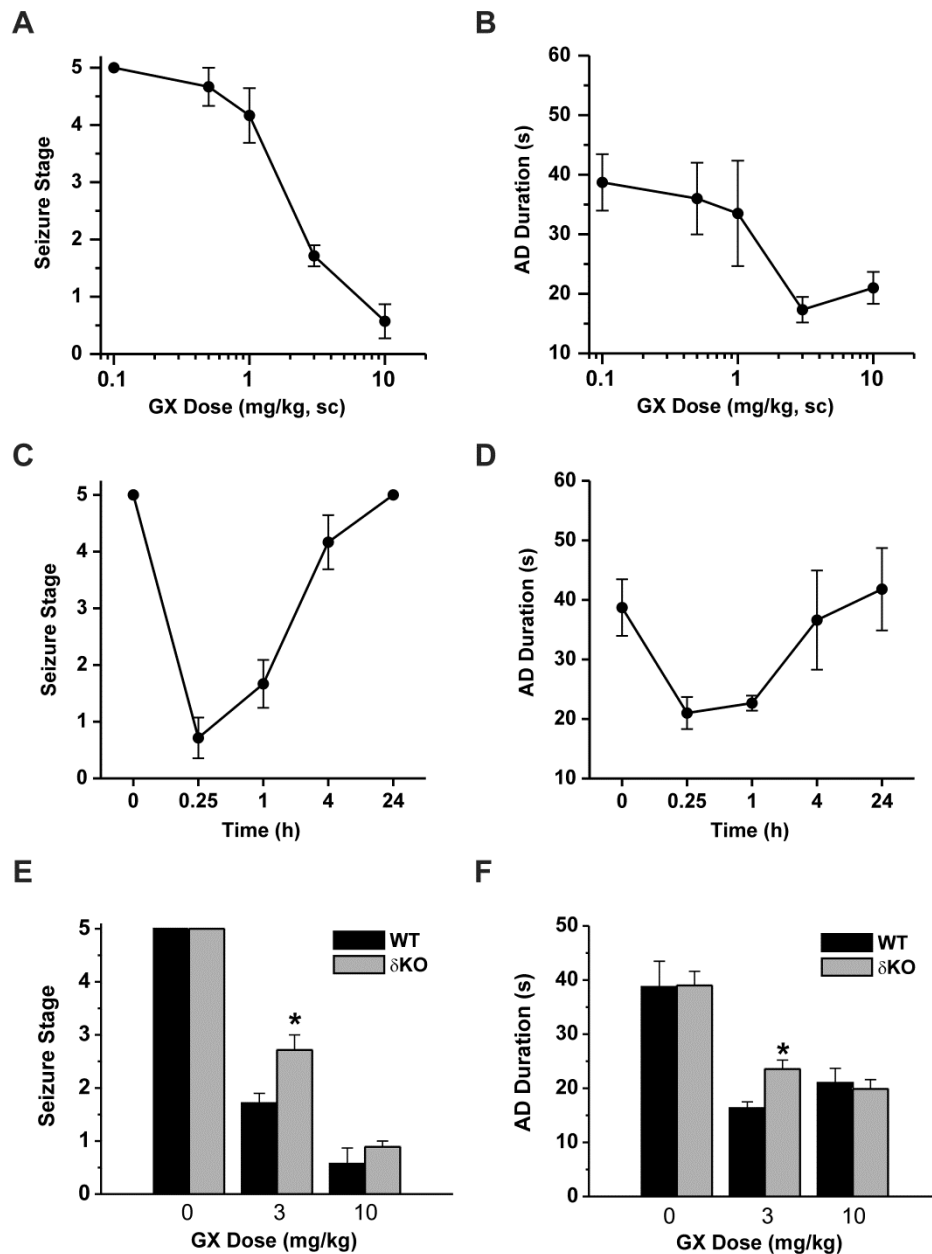 A
5
4
3
2
1
0
Seizure Stage
0.1
1
10
GX Dose (mg/kg, sc)
B
60
50
40
30
20
10
AD Duration (s)
0.1
1
10
GX Dose (mg/kg, sc)
C
5
4
3
2
1
0
Seizure Stage
0
0.25
1
4
24
Time (h)
D
60
50
40
30
20
10
AD Duration (s)
0
0.25
1
4
24
Time (h)
E
5
4
3
2
1
0
Seizure Stage
WT
δKO
*
0
3
10
GX Dose (mg/kg)
F
50
40
30
20
10
0
AD Duration (s)
WT
δKO
*
0
3
10
GX Dose (mg/kg)